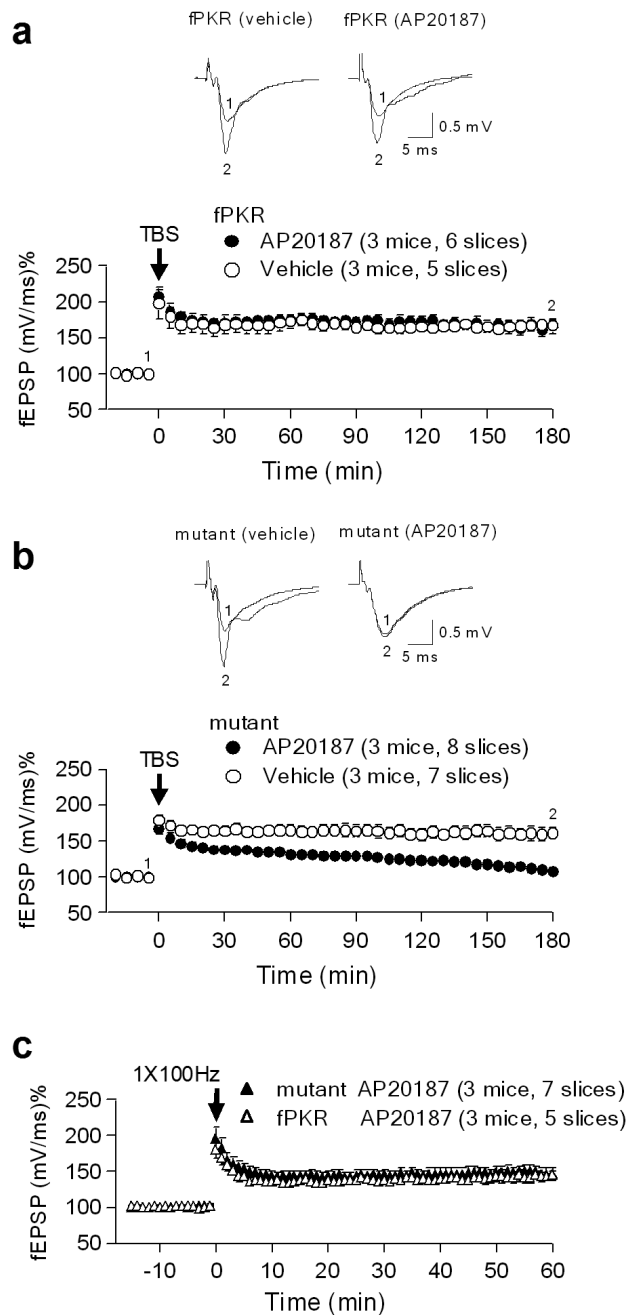 a
fPKR (vehicle) fPKR (AP20187)
1 1
0.5 mV
5 ms
2 2
fPKR
TBS
AP20187 (3 mice, 6 slices)
Vehicle (3 mice, 5 slices)
fEPSP (mV/ms)%
250
200
150
100
50
1
2
0 30 60 90 120 150 180
Time (min)
b
mutant (vehicle) mutant (AP20187)
1 1
0.5 mV
5 ms
2 2
mutant
TBS
AP20187 (3 mice, 8 slices)
Vehicle (3 mice, 7 slices)
fEPSP (mV/ms)%
250
200
150
100
50
1
2
0 30 60 90 120 150 180
Time (min)
c
1X100Hz
mutant AP20187 (3 mice, 7 slices)
fPKR AP20187 (3 mice, 5 slices)
fEPSP (mV/ms)%
250
200
150
100
50
-10 0 10 20 30 40 50 60
Time (min)